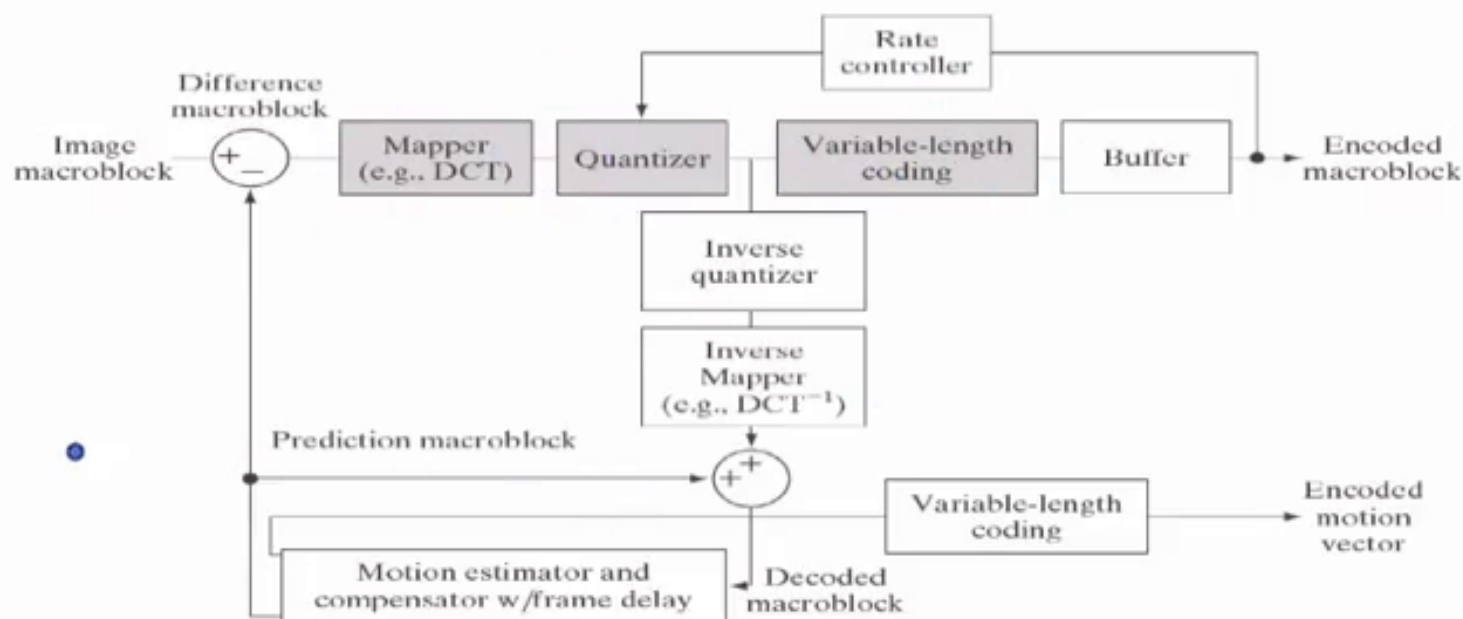 Rate
controller
Difference
macroblock
Image
macroblock
+
−
Mapper
(e.g., DCT)
Quantizer
Variable-length
coding
Buffer
Encoded
macroblock
Inverse
quantizer
Inverse
Mapper
(e.g., DCT⁻¹)
Prediction macroblock
+
+
Variable-length
coding
Encoded
motion
vector
Motion estimator and
compensator w/frame delay
Decoded
macroblock